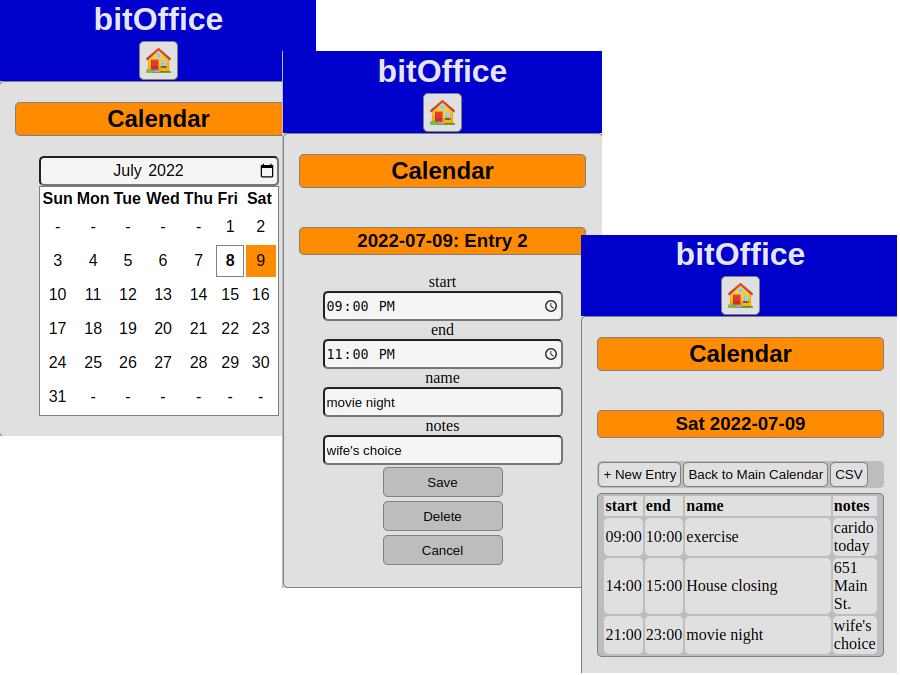 bitOffice
Calendar
July 2022
Sun Mon Tue Wed Thu Fri Sat
- - - - - 1 2
3 4 5 6 7 8 9
10 11 12 13 14 15 16
17 18 19 20 21 22 23
24 25 26 27 28 29 30
31 - - - - - -
bitOffice
Calendar
2022-07-09: Entry 2
start
09:00 PM
end
11:00 PM
name
movie night
notes
wife's choice
Save
Delete
Cancel
bitOffice
Calendar
Sat 2022-07-09
+ New Entry Back to Main Calendar CSV
start end name notes
09:00 10:00 exercise carido
today
14:00 15:00 House closing 651
Main
St.
21:00 23:00 movie night wife's
choice